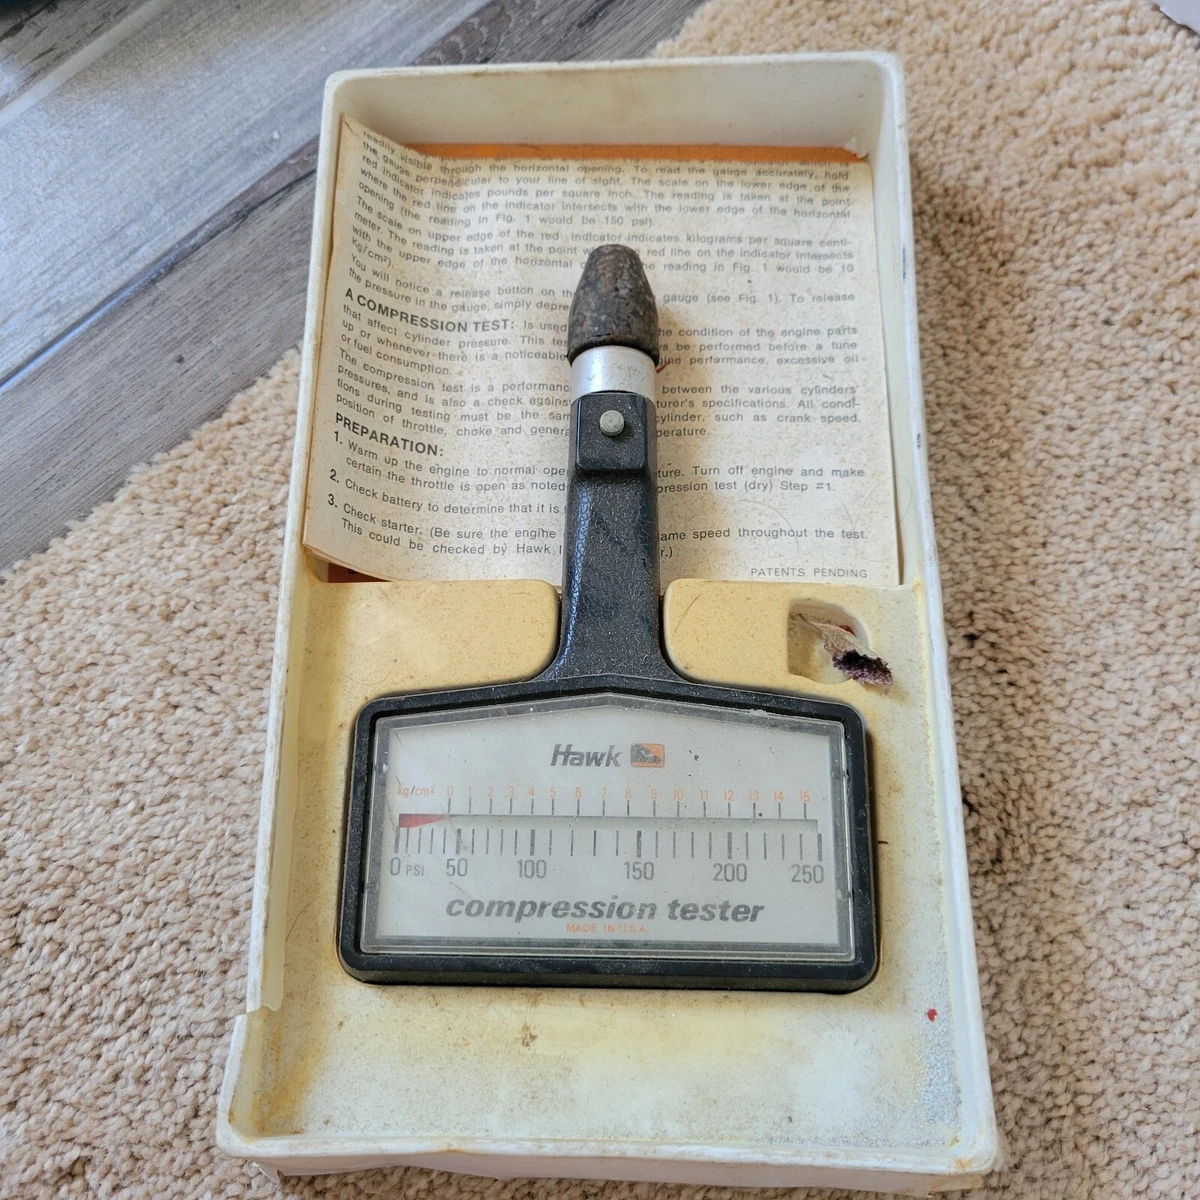 readily visible through the horizontal opening. To read the gauge accurately, hold
the gauge perpendicular to your line of sight. The scale on the lower edge of the
red indicator indicates pounds per square inch. The reading is taken at the point
where the red line on the indicator intersects with the lower edge of the horizontal
opening (the reading in Fig. 1 would be 150 psi).
The scale on upper edge of the red indicator indicates kilograms per square centi-
meter. The reading is taken at the point red line on the indicator intersects
with the upper edge of the horizontal reading in Fig. 1 would be 10
Kg/cm²)
You will notice a release button on gauge (see Fig. 1). To release
the pressure in the gauge, simply
A COMPRESSION TEST: Is used the condition of the engine parts
that affect cylinder pressure. This be performed before a tune
up or whenever there is a noticeable performance, excessive oil
or fuel consumption.
The compression test is a between the various cylinders'
pressures, and is also a check specifications. All condi-
tions during testing must be the cylinder, such as crank speed,
position of throttle, choke and
PREPARATION:
1. Warm up the engine to normal Turn off engine and make
certain the throttle is open as noted test (dry) Step #1.
2. Check battery to determine that it is
3. Check starter. (Be sure the engine same speed throughout the test.
This could be checked by Hawk
PATENTS PENDING
Hawk
kg/cm² 0 1 2 3 4 5 6 7 8 9 10 11 12 13 14 15
0 PSI 50 100 150 200 250
compression tester
MADE IN U.S.A.